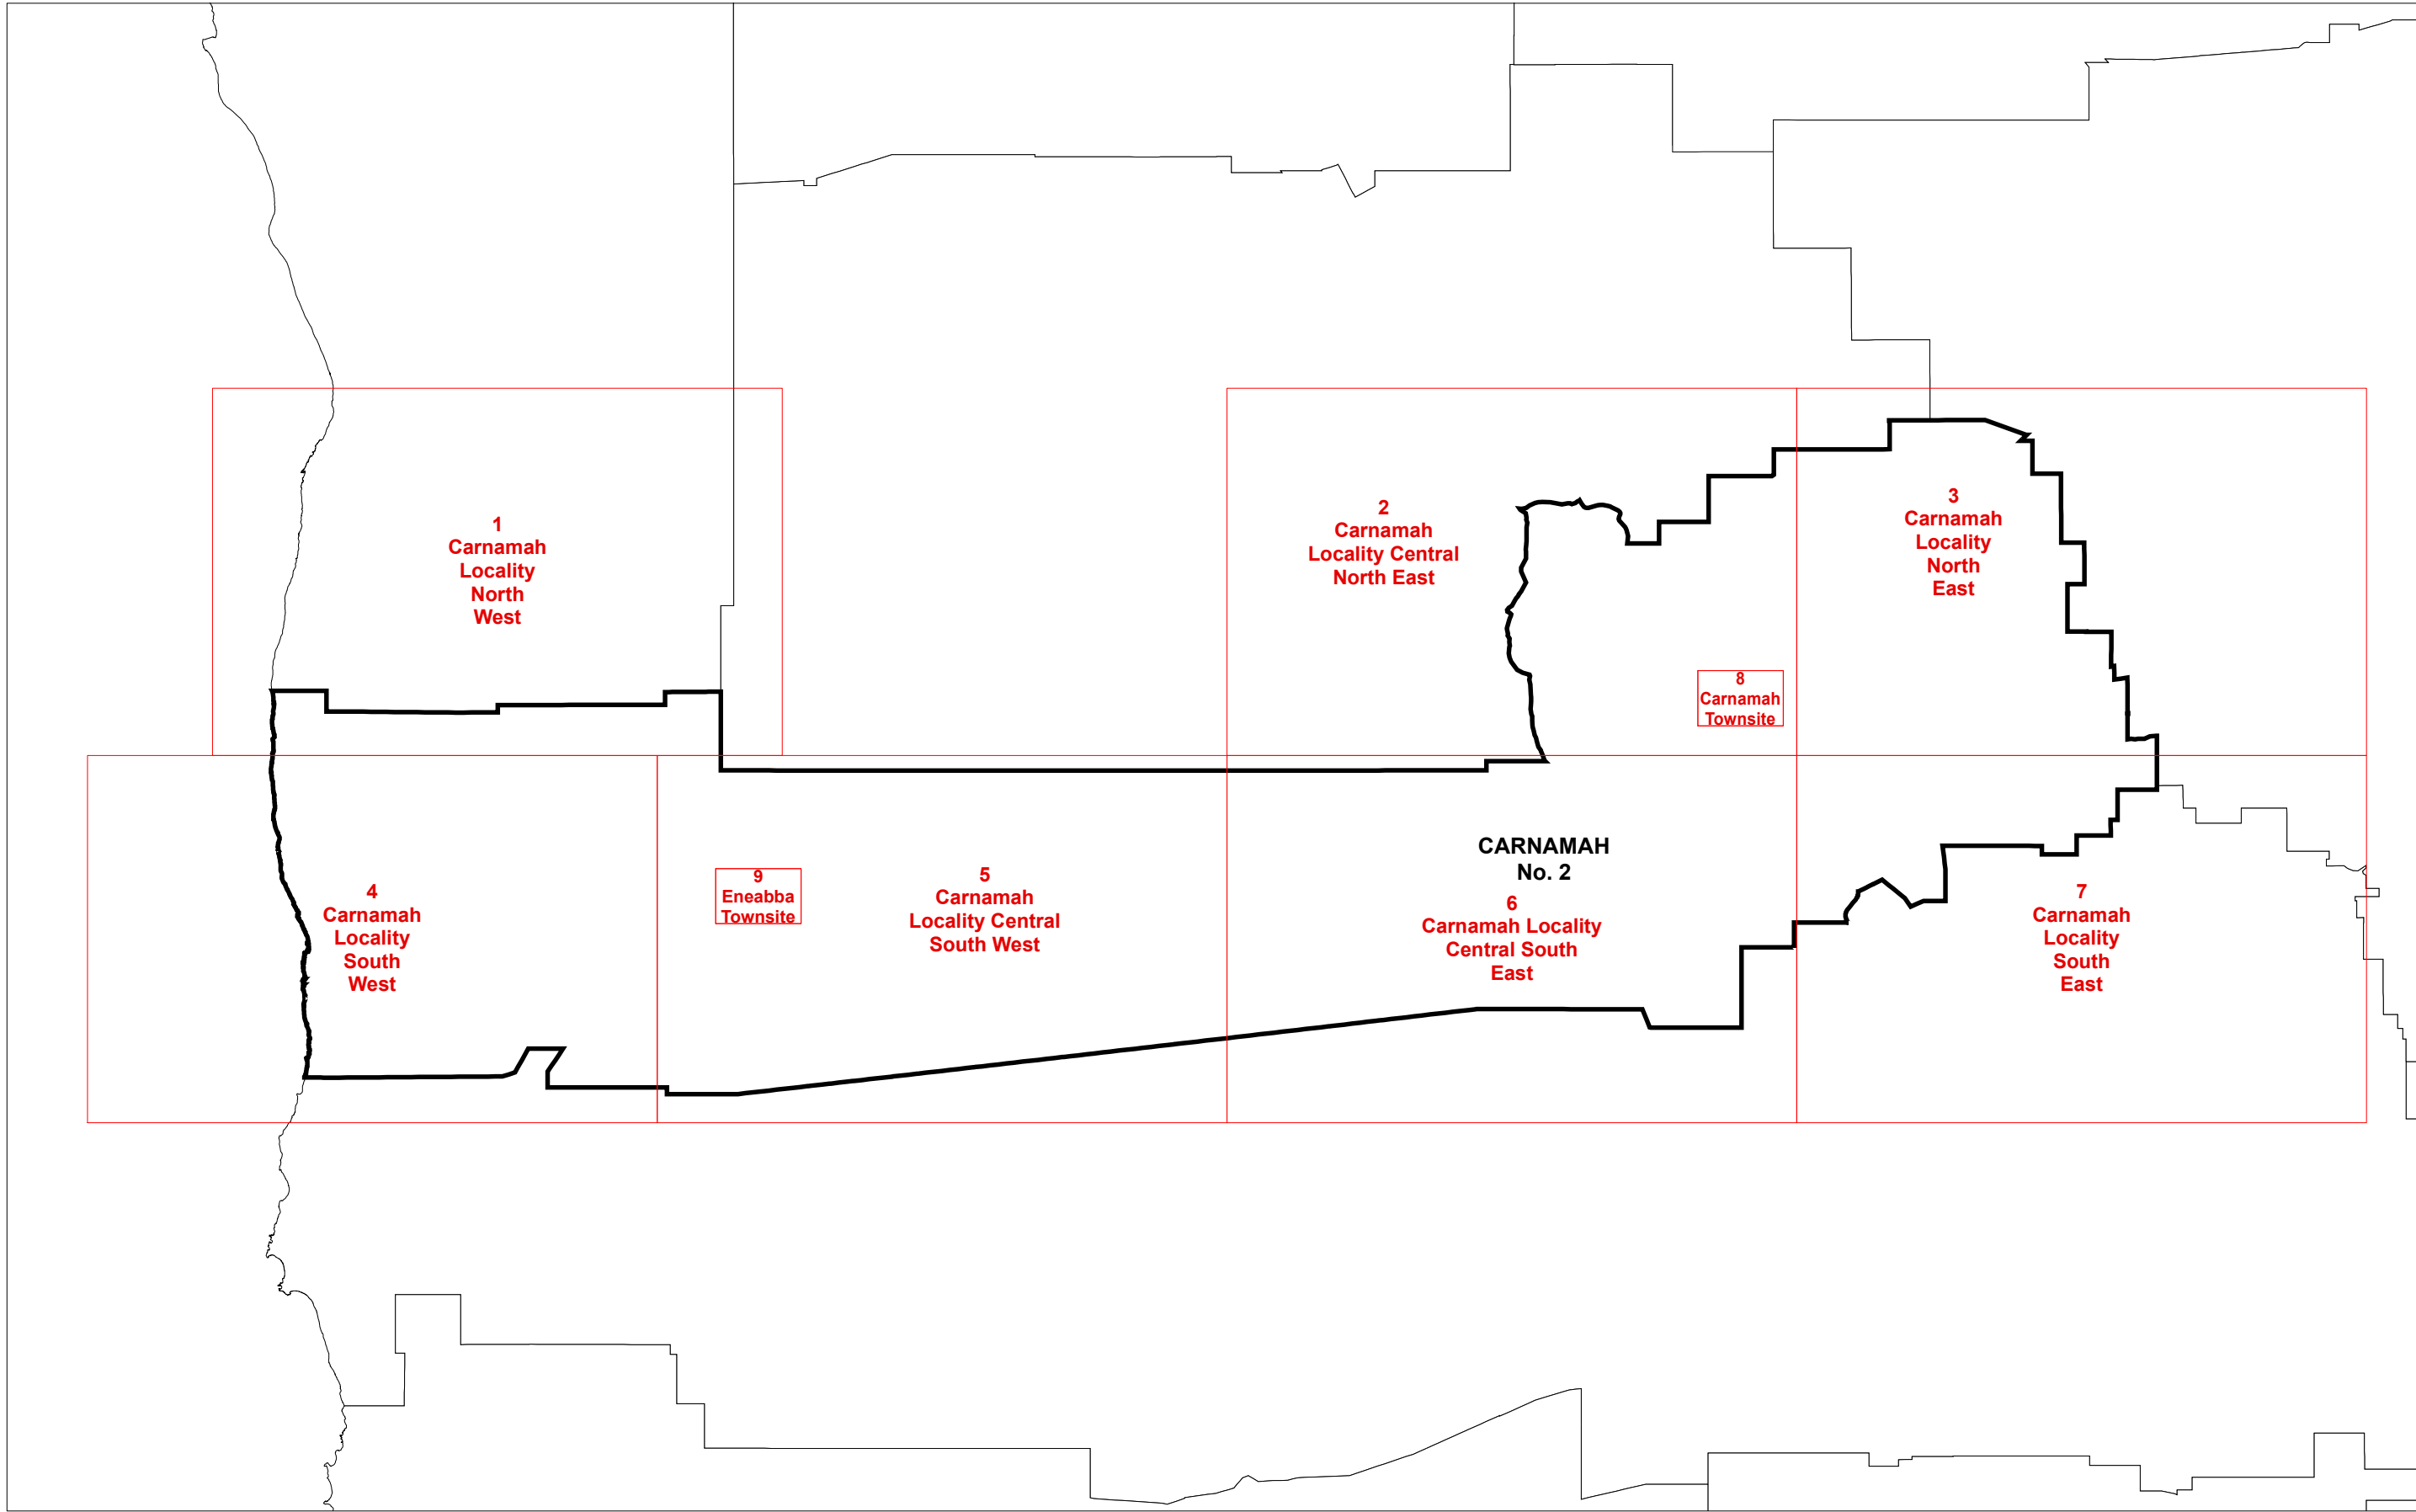 1
Carnamah
Locality
North
West
2
Carnamah
Locality Central
North East
3
Carnamah
Locality
North
East
8
Carnamah
Townsite
4
Carnamah
Locality
South
West
9
Eneabba
Townsite
5
Carnamah
Locality Central
South West
CARNAMAH
No. 2
6
Carnamah Locality
Central South
East
7
Carnamah
Locality
South
East